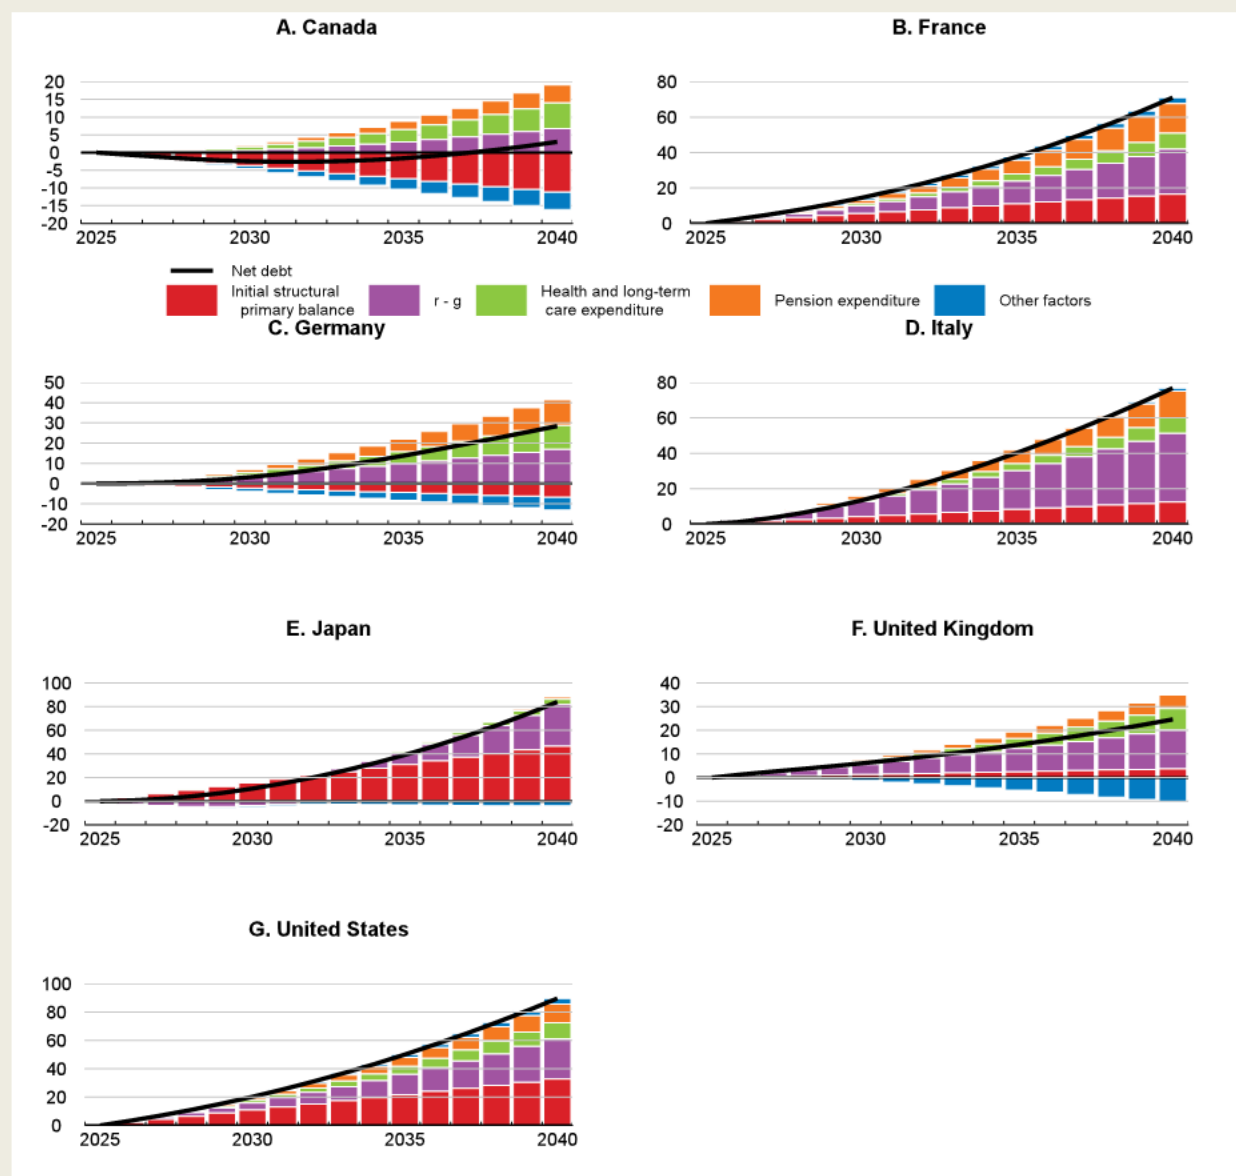 A. Canada
B. France
20
15
10
5
0
-5
-10
-15
-20
2025 2030 2035 2040
80
60
40
20
0
2025 2030 2035 2040
Net debt
Initial structural
primary balance
r - g
Health and long-term
care expenditure
Pension expenditure
Other factors
C. Germany
D. Italy
50
40
30
20
10
0
-10
-20
2025 2030 2035 2040
80
60
40
20
0
2025 2030 2035 2040
E. Japan
F. United Kingdom
100
80
60
40
20
0
-20
2025 2030 2035 2040
40
30
20
10
0
-10
-20
2025 2030 2035 2040
G. United States
100
80
60
40
20
0
2025 2030 2035 2040